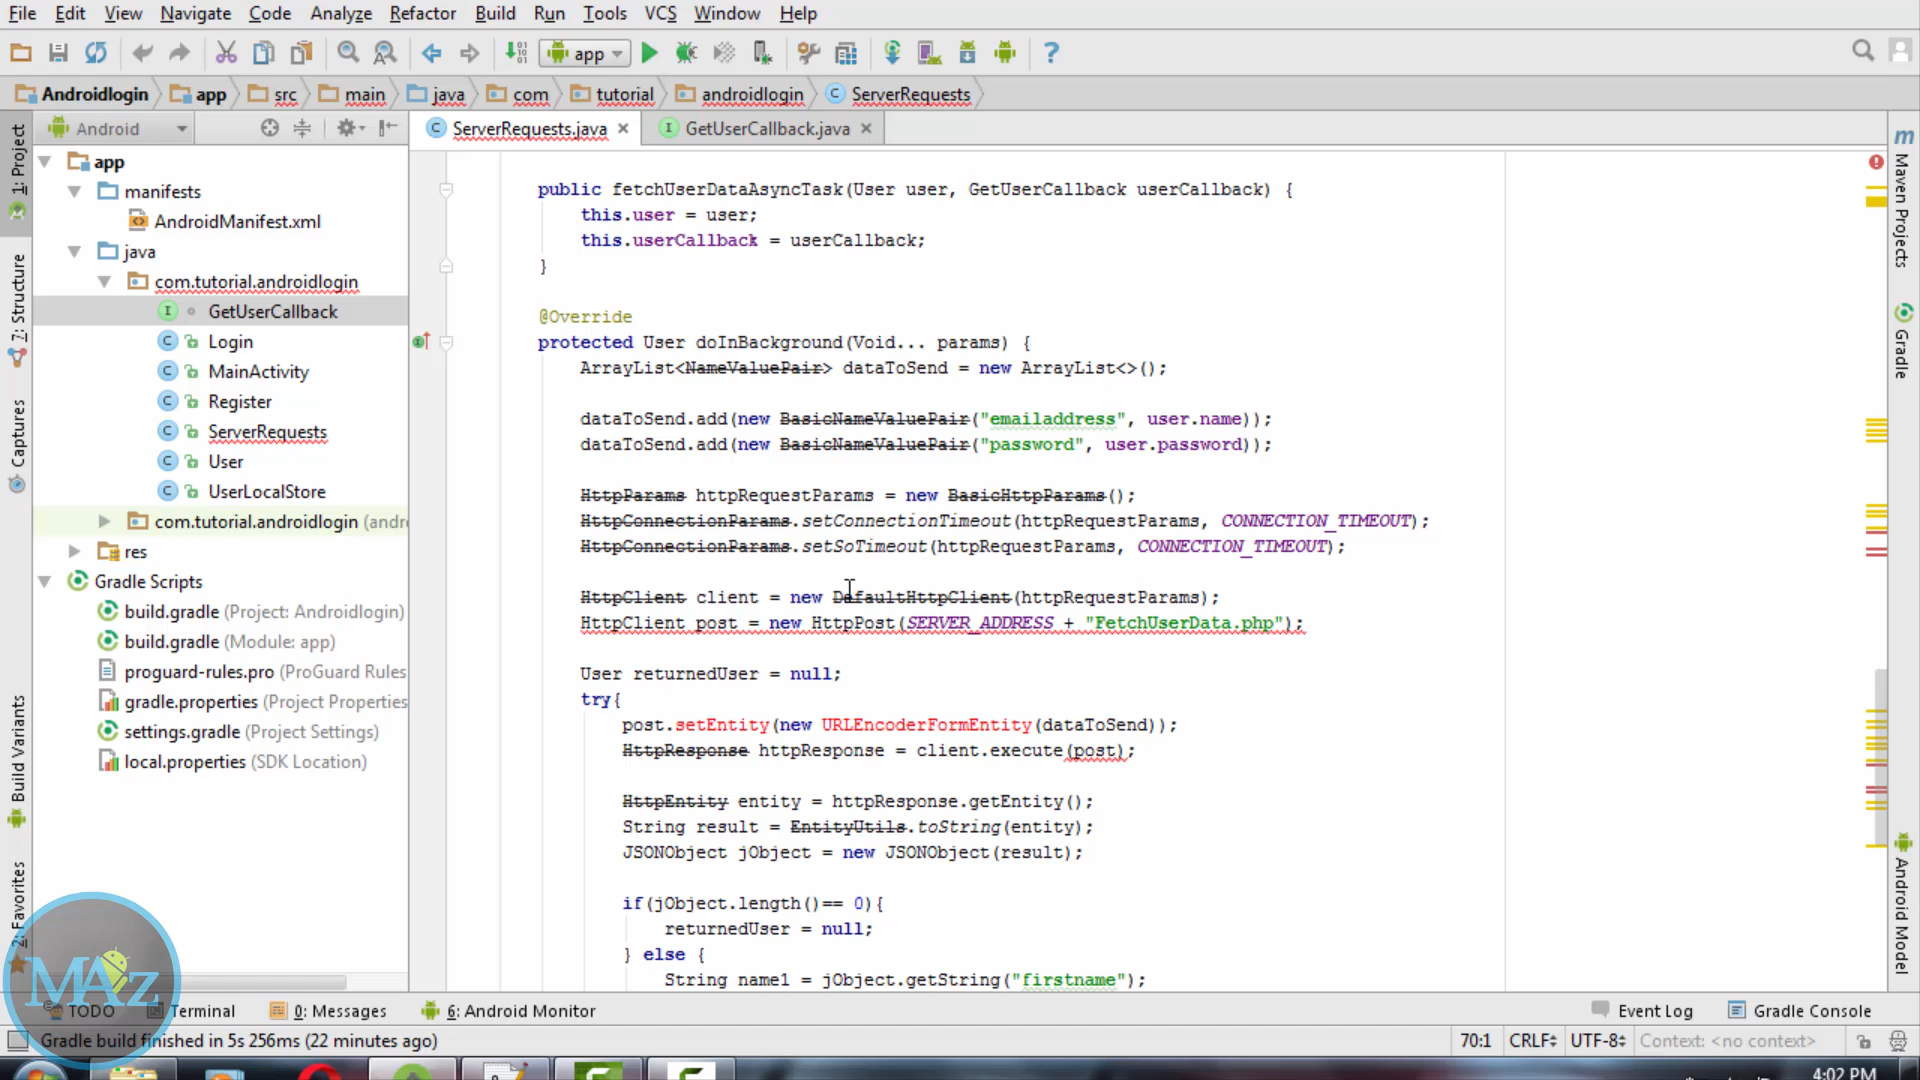 File Edit View Navigate Code Analyze Refactor Build Run Tools VCS Window Help
app
Androidlogin app src main java com tutorial androidlogin ServerRequests
Android
ServerRequests.java GetUserCallback.java
1: Project
7: Structure
Captures
Build Variants
2: Favorites
app
manifests
AndroidManifest.xml
java
com.tutorial.androidlogin
GetUserCallback
Login
MainActivity
Register
ServerRequests
User
UserLocalStore
com.tutorial.androidlogin (andr
res
Gradle Scripts
build.gradle (Project: Androidlogin)
build.gradle (Module: app)
proguard-rules.pro (ProGuard Rules
gradle.properties (Project Properties
settings.gradle (Project Settings)
local.properties (SDK Location)
public fetchUserDataAsyncTask(User user, GetUserCallback userCallback) {
this.user = user;
this.userCallback = userCallback;
}
@Override
protected User doInBackground(Void... params) {
ArrayList<NameValuePair> dataToSend = new ArrayList<>();
dataToSend.add(new BasicNameValuePair("emailaddress", user.name));
dataToSend.add(new BasicNameValuePair("password", user.password));
HttpParams httpRequestParams = new BasicHttpParams();
HttpConnectionParams.setConnectionTimeout(httpRequestParams, CONNECTION_TIMEOUT);
HttpConnectionParams.setSoTimeout(httpRequestParams, CONNECTION_TIMEOUT);
HttpClient client = new DefaultHttpClient(httpRequestParams);
HttpClient post = new HttpPost(SERVER_ADDRESS + "FetchUserData.php");
User returnedUser = null;
try{
post.setEntity(new URLEncoderFormEntity(dataToSend));
HttpResponse httpResponse = client.execute(post);
HttpEntity entity = httpResponse.getEntity();
String result = EntityUtils.toString(entity);
JSONObject jObject = new JSONObject(result);
if(jObject.length()== 0){
returnedUser = null;
} else {
String name1 = jObject.getString("firstname");
Maven Projects
Gradle
Android Model
MAz
TODO Terminal 0: Messages 6: Android Monitor Event Log Gradle Console
Gradle build finished in 5s 256ms (22 minutes ago) 70:1 CRLF UTF-8 Context: <no context>
4:02 PM